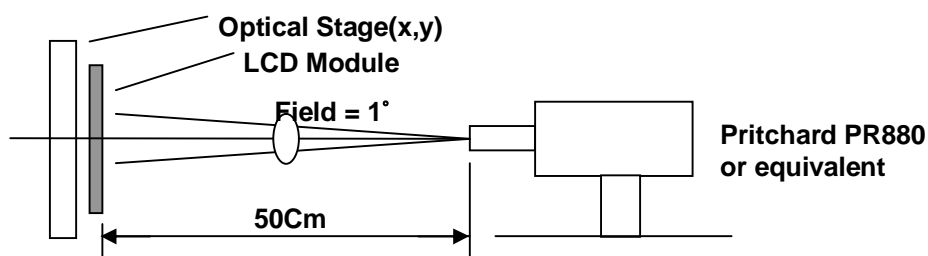 Optical Stage(x,y)
LCD Module
Field = 1˚
Pritchard PR880
or equivalent
50Cm